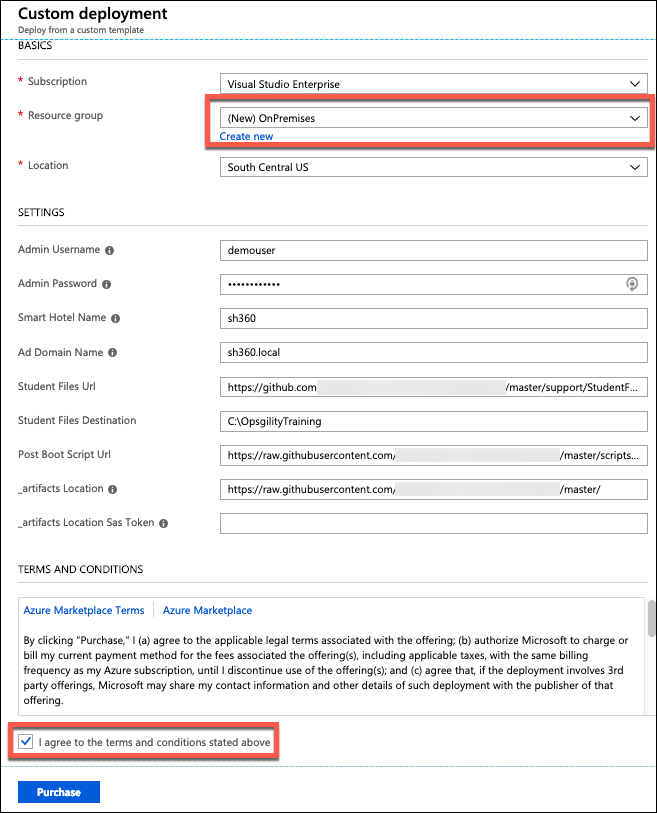 Custom deployment
Deploy from a custom template
BASICS
* Subscription
Visual Studio Enterprise
* Resource group
(New) OnPremises
Create new
* Location
South Central US
SETTINGS
Admin Username
demouser
Admin Password
••••••••••••
Smart Hotel Name
sh360
Ad Domain Name
sh360.local
Student Files Url
https://github.com /master/support/StudentF...
Student Files Destination
C:\OpsgilityTraining
Post Boot Script Url
https://raw.githubusercontent.com/ /master/scripts...
_artifacts Location
https://raw.githubusercontent.com/ /master/
_artifacts Location Sas Token
TERMS AND CONDITIONS
Azure Marketplace Terms | Azure Marketplace
By clicking "Purchase," I (a) agree to the applicable legal terms associated with the offering; (b) authorize Microsoft to charge or
bill my current payment method for the fees associated the offering(s), including applicable taxes, with the same billing
frequency as my Azure subscription, until I discontinue use of the offering(s); and (c) agree that, if the deployment involves 3rd
party offerings, Microsoft may share my contact information and other details of such deployment with the publisher of that
offering.
I agree to the terms and conditions stated above
Purchase